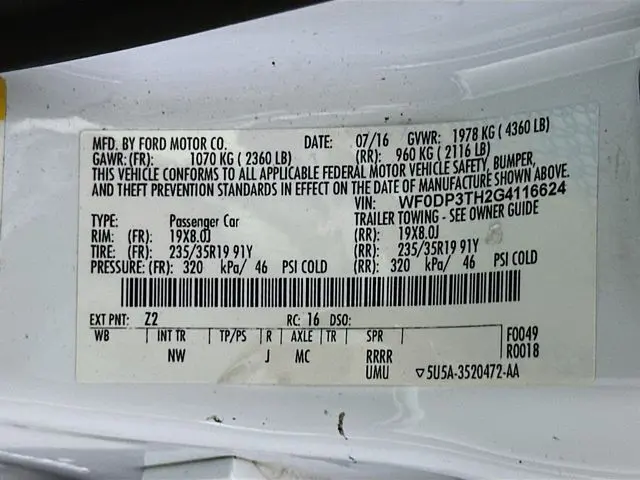 MFD. BY FORD MOTOR CO. DATE: 07/16 GVWR: 1978 KG ( 4360 LB)
GAWR: (FR): 1070 KG ( 2360 LB) (RR): 960 KG ( 2116 LB)
THIS VEHICLE CONFORMS TO ALL APPLICABLE FEDERAL MOTOR VEHICLE SAFETY, BUMPER,
AND THEFT PREVENTION STANDARDS IN EFFECT ON THE DATE OF MANUFACTURE SHOWN ABOVE.
VIN: WF0DP3TH2G4116624
TYPE: Passenger Car TRAILER TOWING - SEE OWNER GUIDE
RIM: (FR): 19X8.0J (RR): 19X8.0J
TIRE: (FR): 235/35R19 91Y (RR): 235/35R19 91Y
PRESSURE: (FR): 320 kPa/ 46 PSI COLD (RR): 320 kPa/ 46 PSI COLD
EXT PNT: Z2 RC: 16 DSO:
WB INT TR TP/PS R AXLE TR SPR F0049
NW J MC RRRR R0018
UMU ▽5U5A-3520472-AA